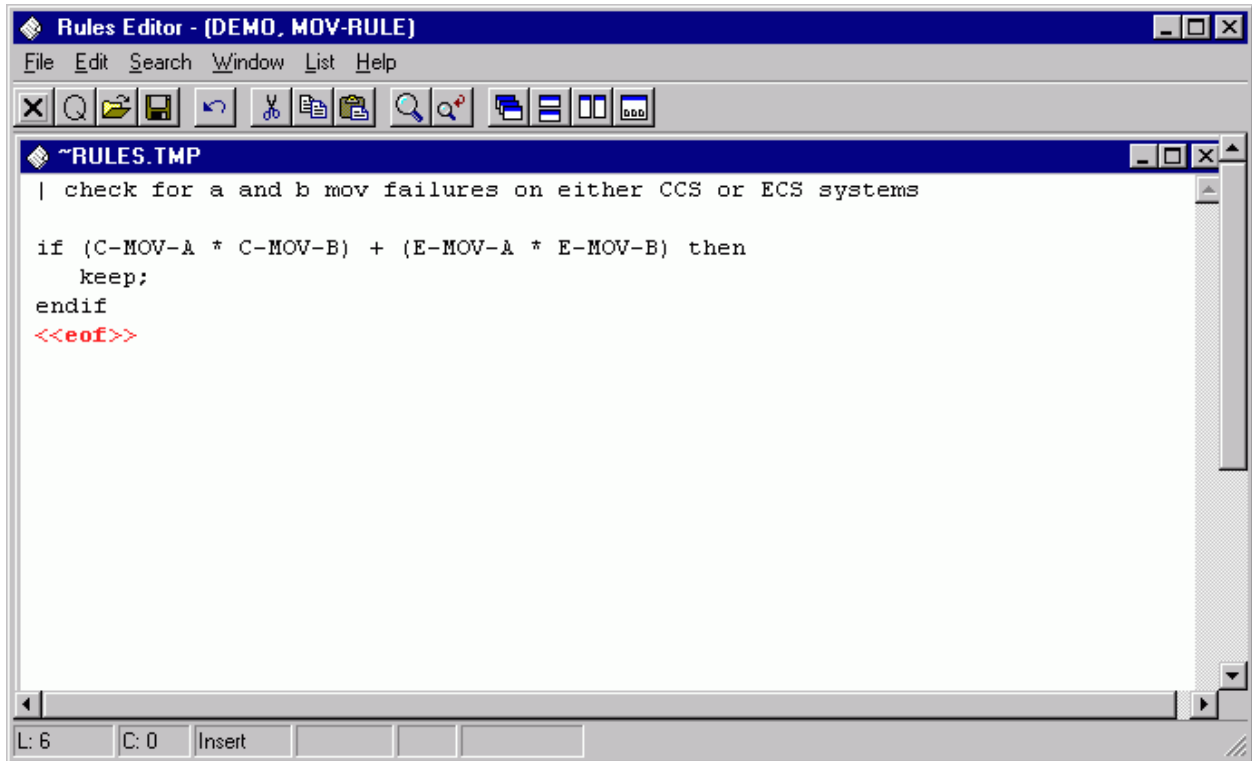 Rules Editor - (DEMO, MOV-RULE)
File Edit Search Window List Help
~RULES.TMP
| check for a and b mov failures on either CCS or ECS systems
if (C-MOV-A * C-MOV-B) + (E-MOV-A * E-MOV-B) then
keep;
endif
<<eof>>
L: 6 C: 0 Insert